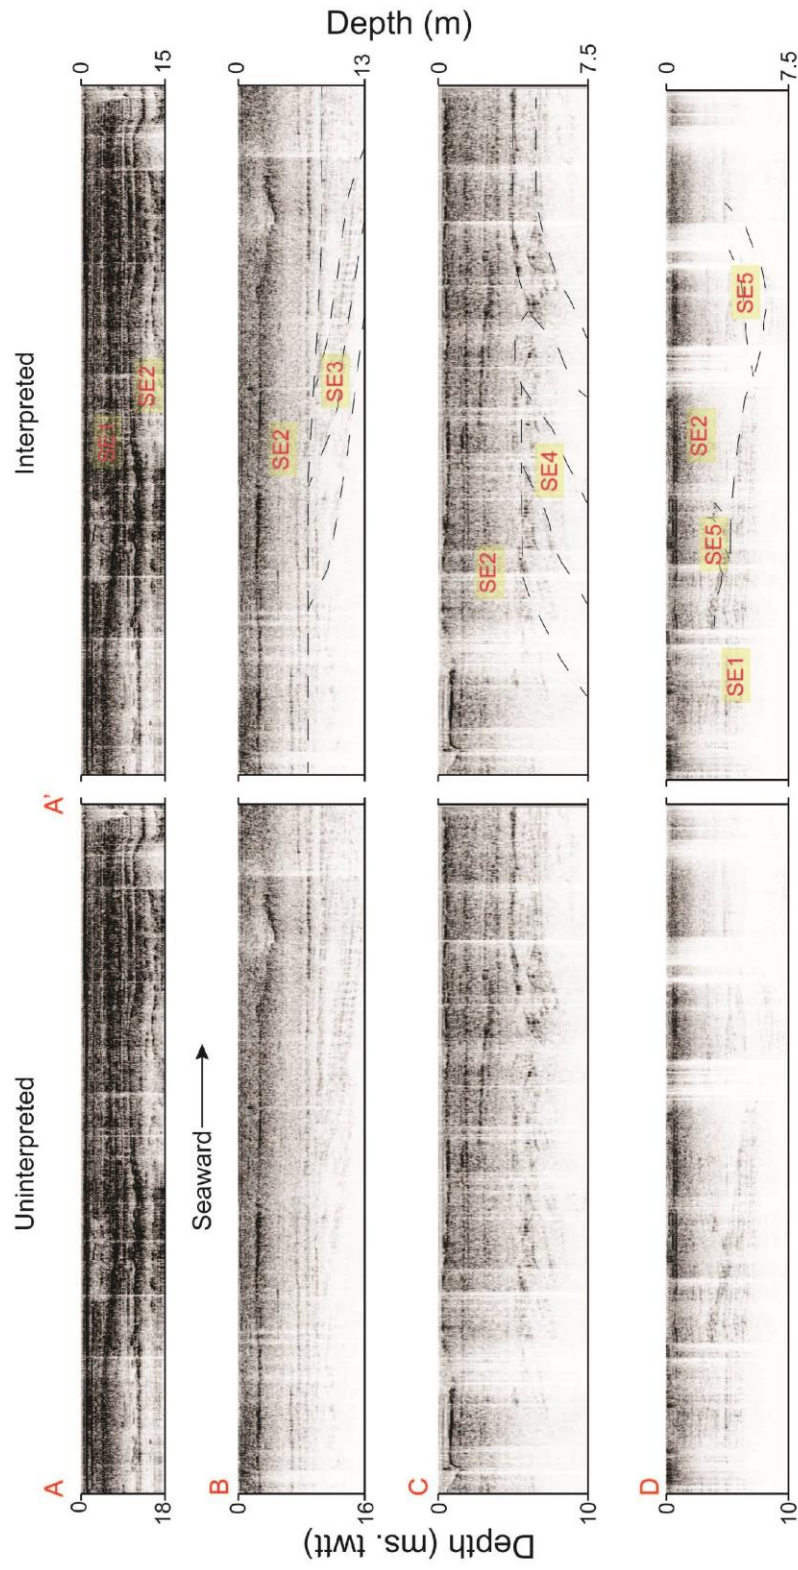 Uninterpreted
Interpreted
A
A'
0
18
SE1
SE2
0
15
Seaward
B
0
16
SE2
SE3
0
13
Depth (ms. twtt)
Depth (m)
C
0
10
SE2
SE4
0
7.5
D
0
10
SE1
SE5
SE2
SE5
0
7.5